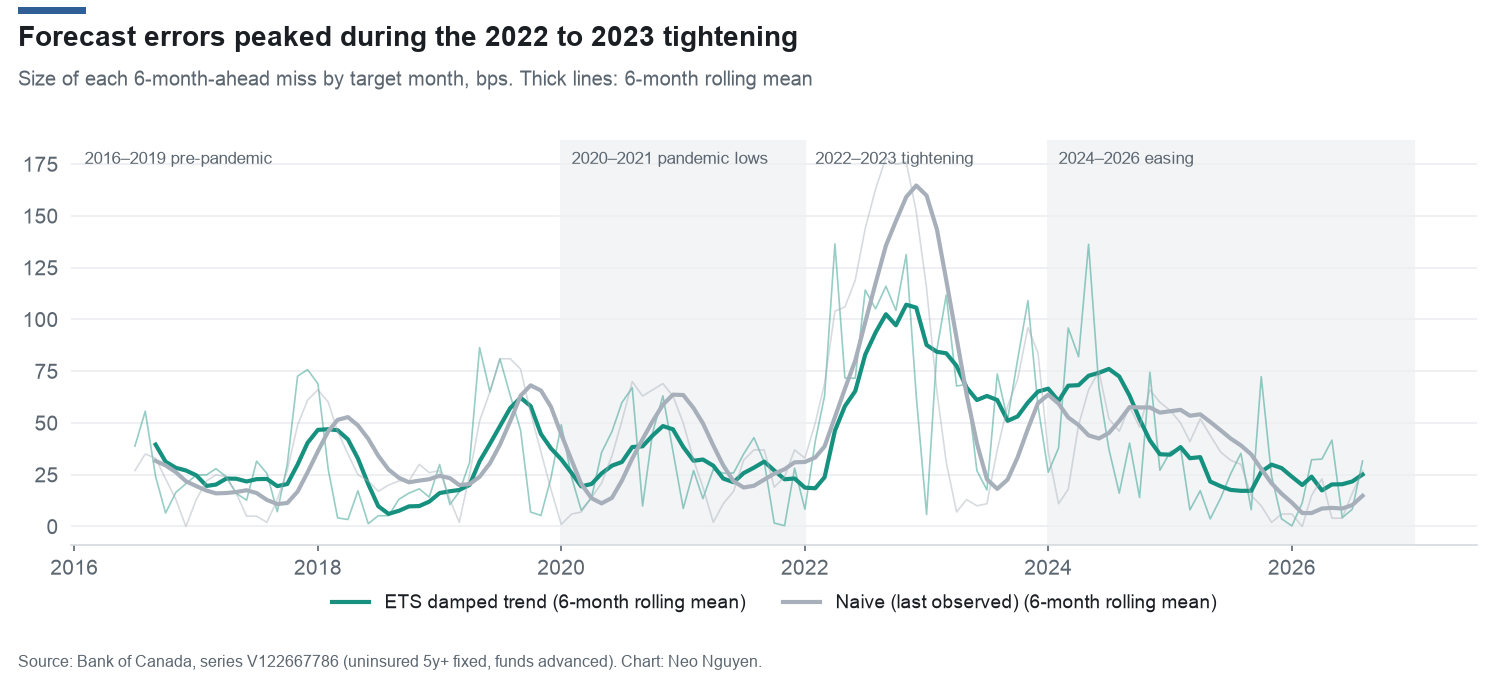 Forecast errors peaked during the 2022 to 2023 tightening
Size of each 6-month-ahead miss by target month, bps. Thick lines: 6-month rolling mean
2016–2019 pre-pandemic
2020–2021 pandemic lows
2022–2023 tightening
2024–2026 easing
175
150
125
100
75
50
25
0
2016
2018
2020
2022
2024
2026
ETS damped trend (6-month rolling mean)
Naive (last observed) (6-month rolling mean)
Source: Bank of Canada, series V122667786 (uninsured 5y+ fixed, funds advanced). Chart: Neo Nguyen.